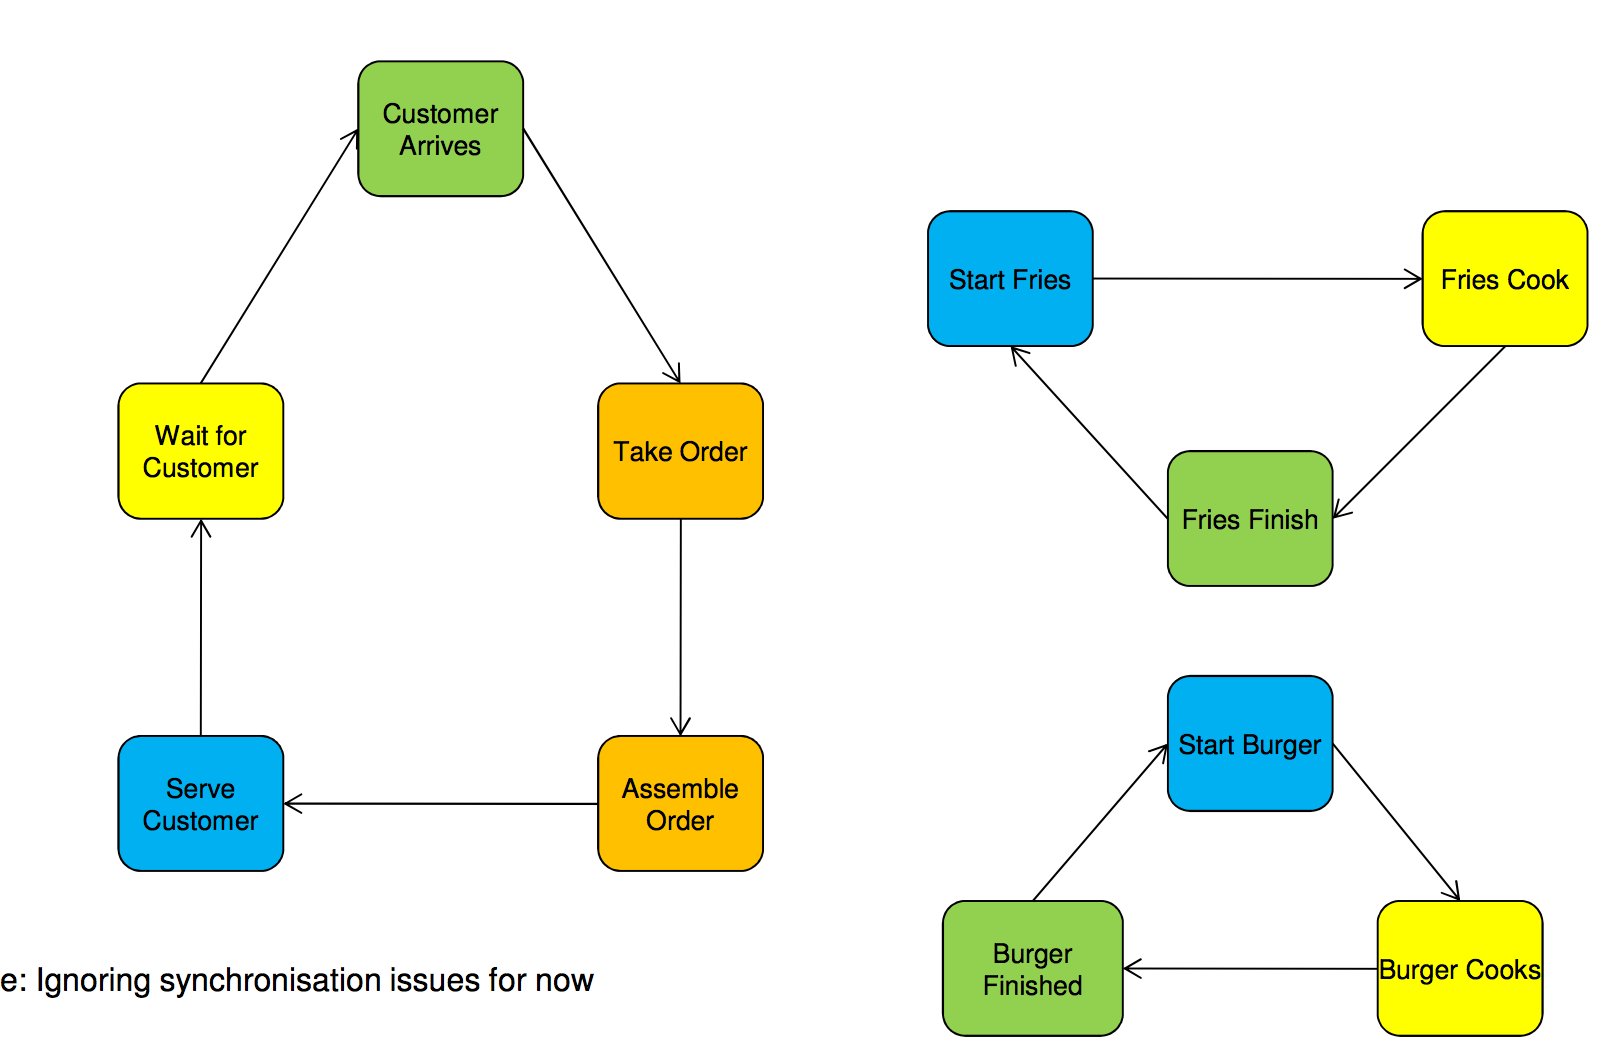 Customer
Arrives
Wait for
Customer
Take Order
Serve
Customer
Assemble
Order
Start Fries
Fries Cook
Fries Finish
Start Burger
Burger
Finished
Burger Cooks
e: Ignoring synchronisation issues for now